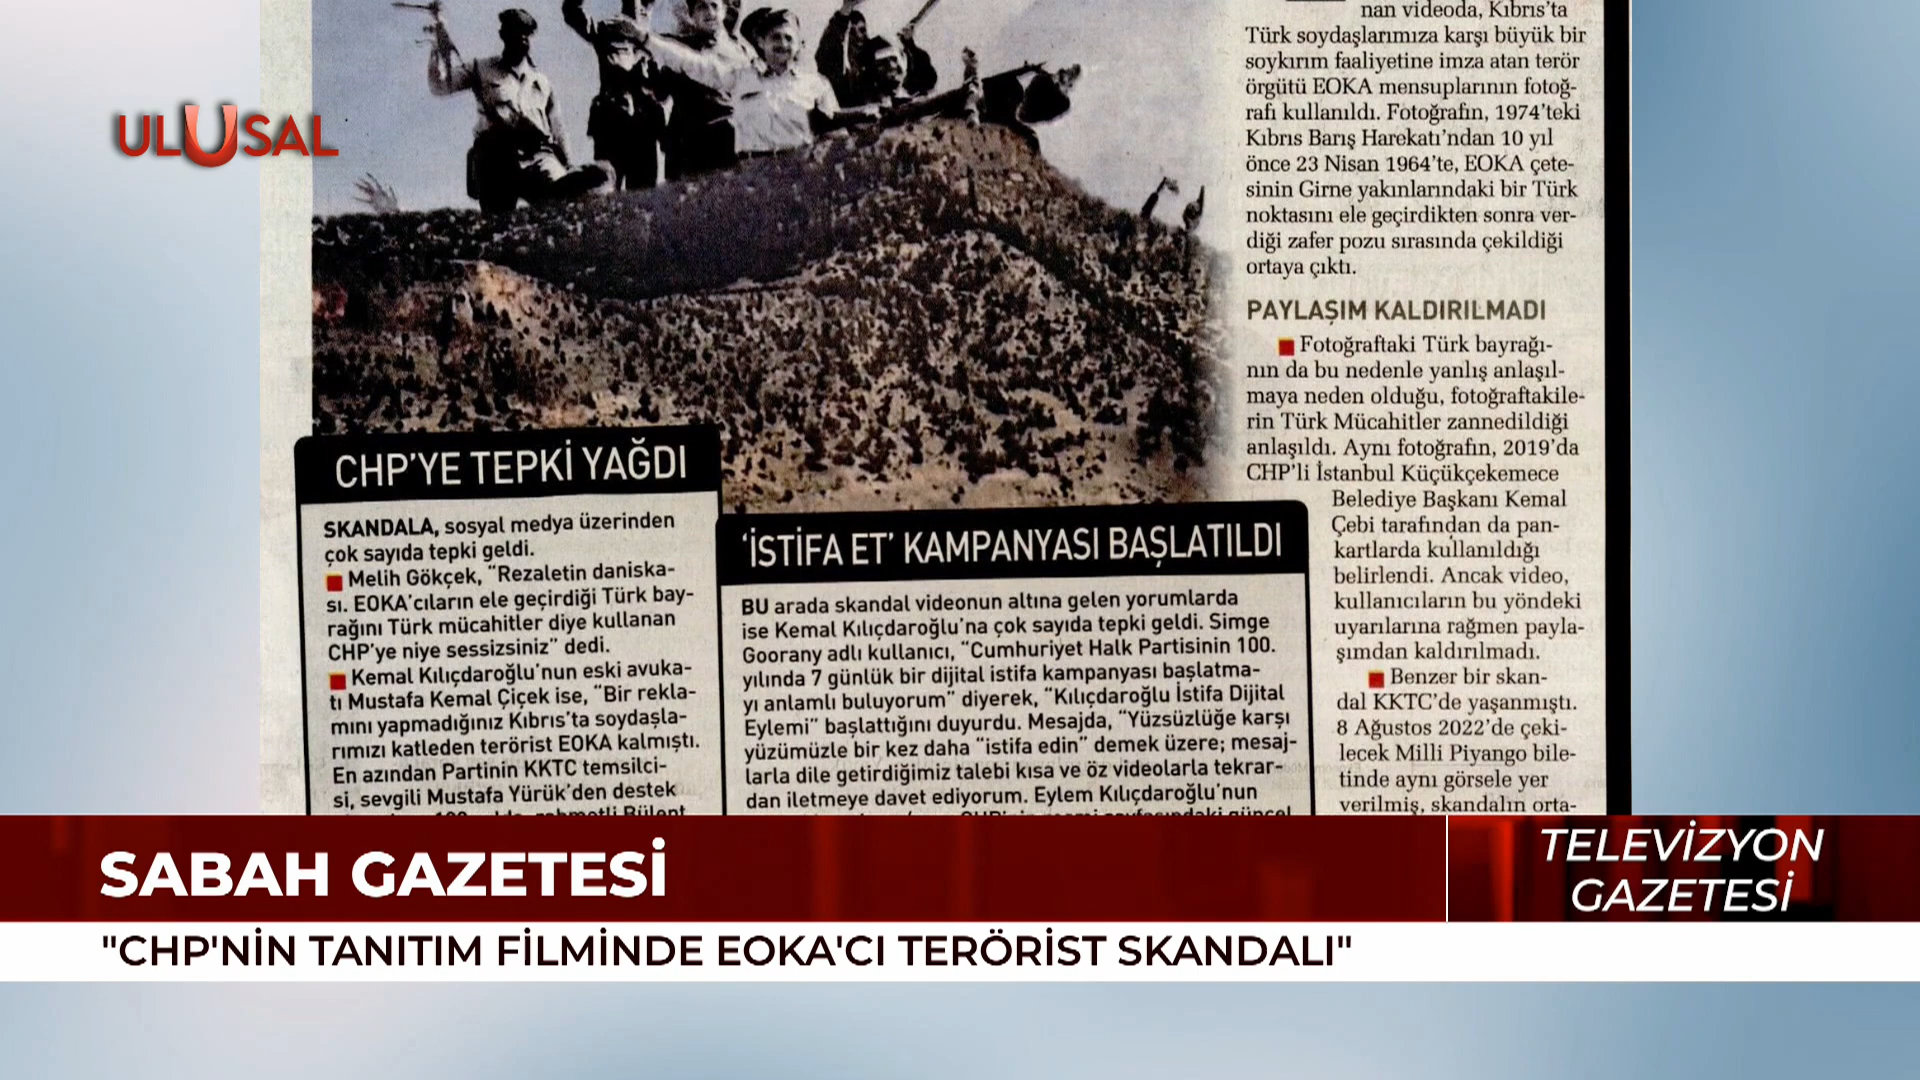 ULUSAL
nan videoda, Kıbrıs'ta
Türk soydaşlarımıza karşı büyük bir
soykırım faaliyetine imza atan terör
örgütü EOKA mensuplarının fotoğ-
rafı kullanıldı. Fotoğrafın, 1974'teki
Kıbrıs Barış Harekatı'ndan 10 yıl
önce 23 Nisan 1964'te, EOKA çete-
sinin Girne yakınlarındaki bir Türk
noktasını ele geçirdikten sonra ver-
diği zafer pozu sırasında çekildiği
ortaya çıktı.
PAYLAŞIM KALDIRILMADI
Fotoğraftaki Türk bayrağı-
nın da bu nedenle yanlış anlaşıl-
maya neden olduğu, fotoğraftakile-
rin Türk Mücahitler zannedildiği
anlaşıldı. Aynı fotoğrafın, 2019'da
CHP'li İstanbul Küçükçekemece
Belediye Başkanı Kemal
Çebi tarafından da pan-
kartlarda kullanıldığı
belirlendi. Ancak video,
kullanıcıların bu yöndeki
uyarılarına rağmen payla-
şımdan kaldırılmadı.
Benzer bir skan-
dal KKTC'de yaşanmıştı.
8 Ağustos 2022'de çeki-
lecek Milli Piyango bile-
tinde aynı görsele yer
verilmiş, skandalın orta-
CHP'YE TEPKİ YAĞDI
SKANDALA, sosyal medya üzerinden
çok sayıda tepki geldi.
Melih Gökçek, "Rezaletin daniska-
sı. EOKA'cıların ele geçirdiği Türk bay-
rağını Türk mücahitler diye kullanan
CHP'ye niye sessizsiniz" dedi.
Kemal Kılıçdaroğlu'nun eski avuka-
tı Mustafa Kemal Çiçek ise, "Bir rekla-
mını yapmadığınız Kıbrıs'ta soydaşla-
rımızı katleden terörist EOKA kalmıştı.
En azından Partinin KKTC temsilci-
si, sevgili Mustafa Yürük'den destek
rahmetli Bülent
'İSTİFA ET' KAMPANYASI BAŞLATILDI
BU arada skandal videonun altına gelen yorumlarda
ise Kemal Kılıçdaroğlu'na çok sayıda tepki geldi. Simge
Goorany adlı kullanıcı, "Cumhuriyet Halk Partisinin 100.
yılında 7 günlük bir dijital istifa kampanyası başlatma-
yı anlamlı buluyorum" diyerek, "Kılıçdaroğlu İstifa Dijital
Eylemi" başlattığını duyurdu. Mesajda, "Yüzsüzlüğe karşı
yüzümüzle bir kez daha "istifa edin" demek üzere; mesaj-
larla dile getirdiğimiz talebi kısa ve öz videolarla tekrar-
dan iletmeye davet ediyorum. Eylem Kılıçdaroğlu'nun
SABAH GAZETESİ
TELEVİZYON
GAZETESİ
"CHP'NİN TANITIM FİLMİNDE EOKA'CI TERÖRİST SKANDALI"